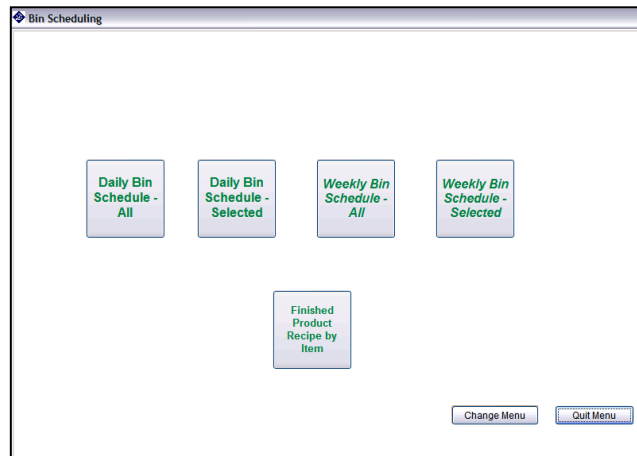 Bin Scheduling
Daily Bin
Schedule -
All
Daily Bin
Schedule -
Selected
Weekly Bin
Schedule -
All
Weekly Bin
Schedule -
Selected
Finished
Product
Recipe by
Item
Change Menu
Quit Menu